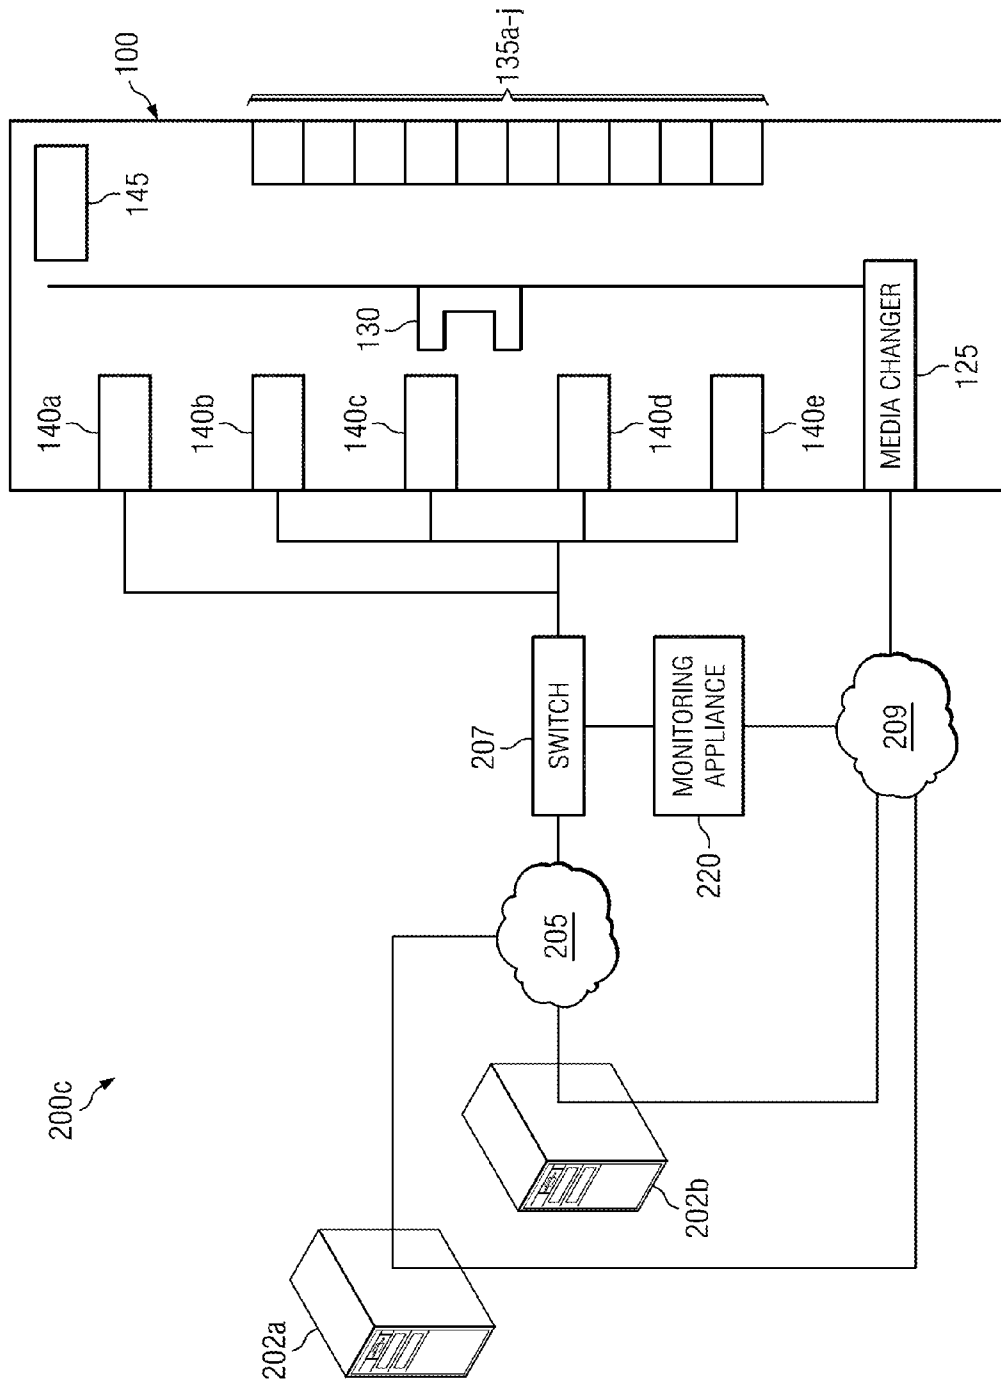 200c
100
145
135a-j
130
140a
140b
140c
140d
140e
MEDIA CHANGER
125
207
SWITCH
MONITORING
APPLIANCE
220
205
209
202a
202b